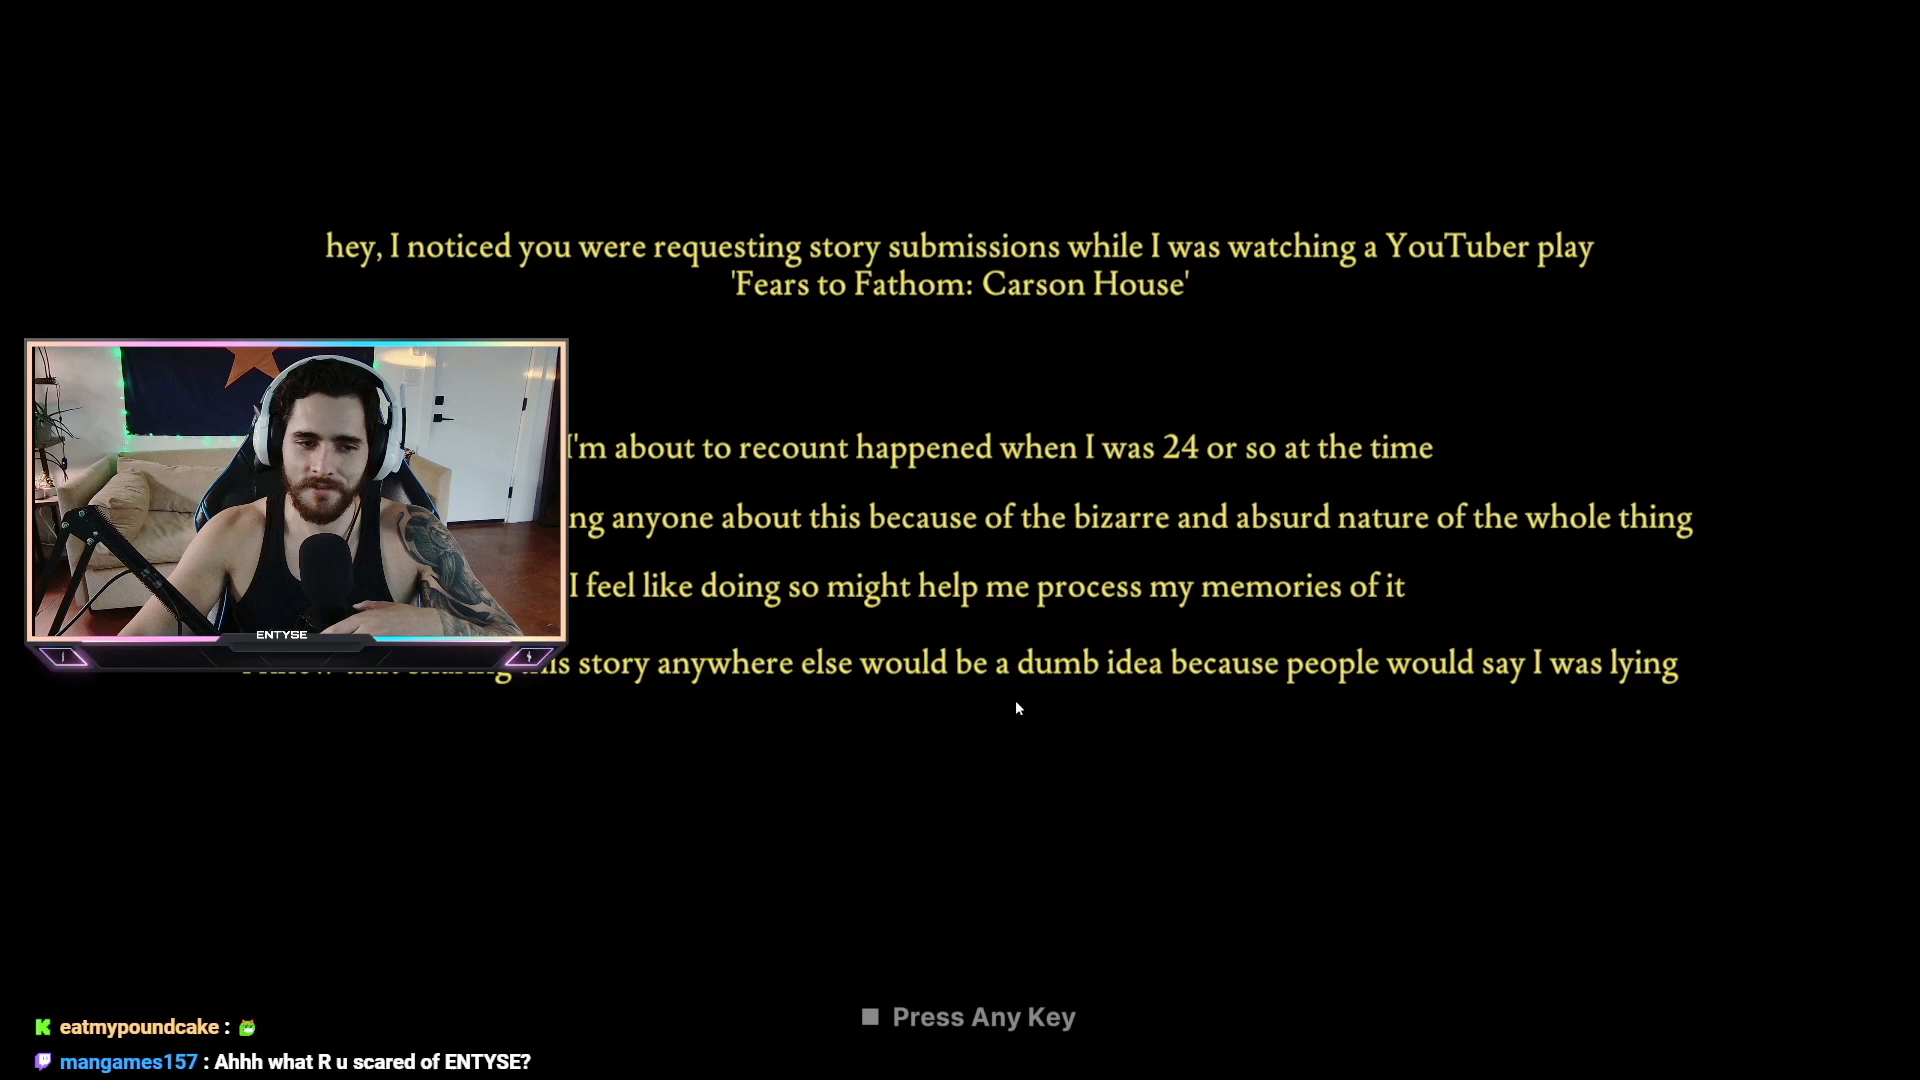 hey, I noticed you were requesting story submissions while I was watching a YouTuber play
'Fears to Fathom: Carson House'
I'm about to recount happened when I was 24 or so at the time
ng anyone about this because of the bizarre and absurd nature of the whole thing
I feel like doing so might help me process my memories of it
story anywhere else would be a dumb idea because people would say I was lying
ENTYSE
Press Any Key
eatmypoundcake :
mangames157 : Ahhh what R u scared of ENTYSE?